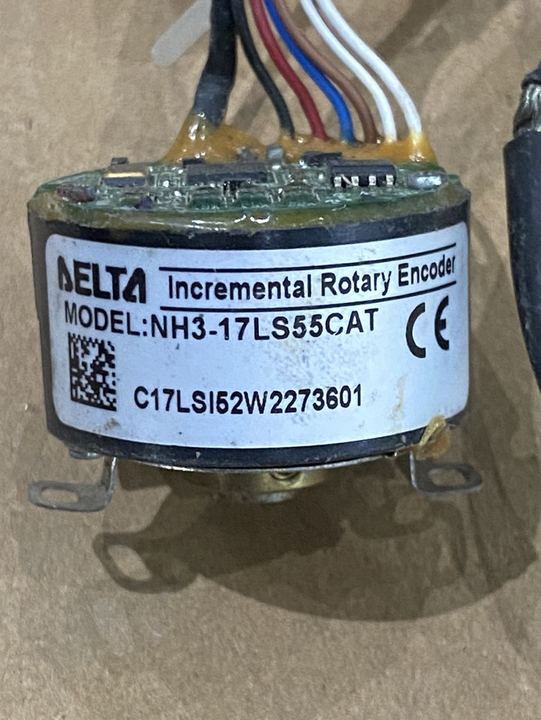 DELTA Incremental Rotary Encoder
MODEL:NH3-17LS55CAT
CE
C17LSI52W2273601